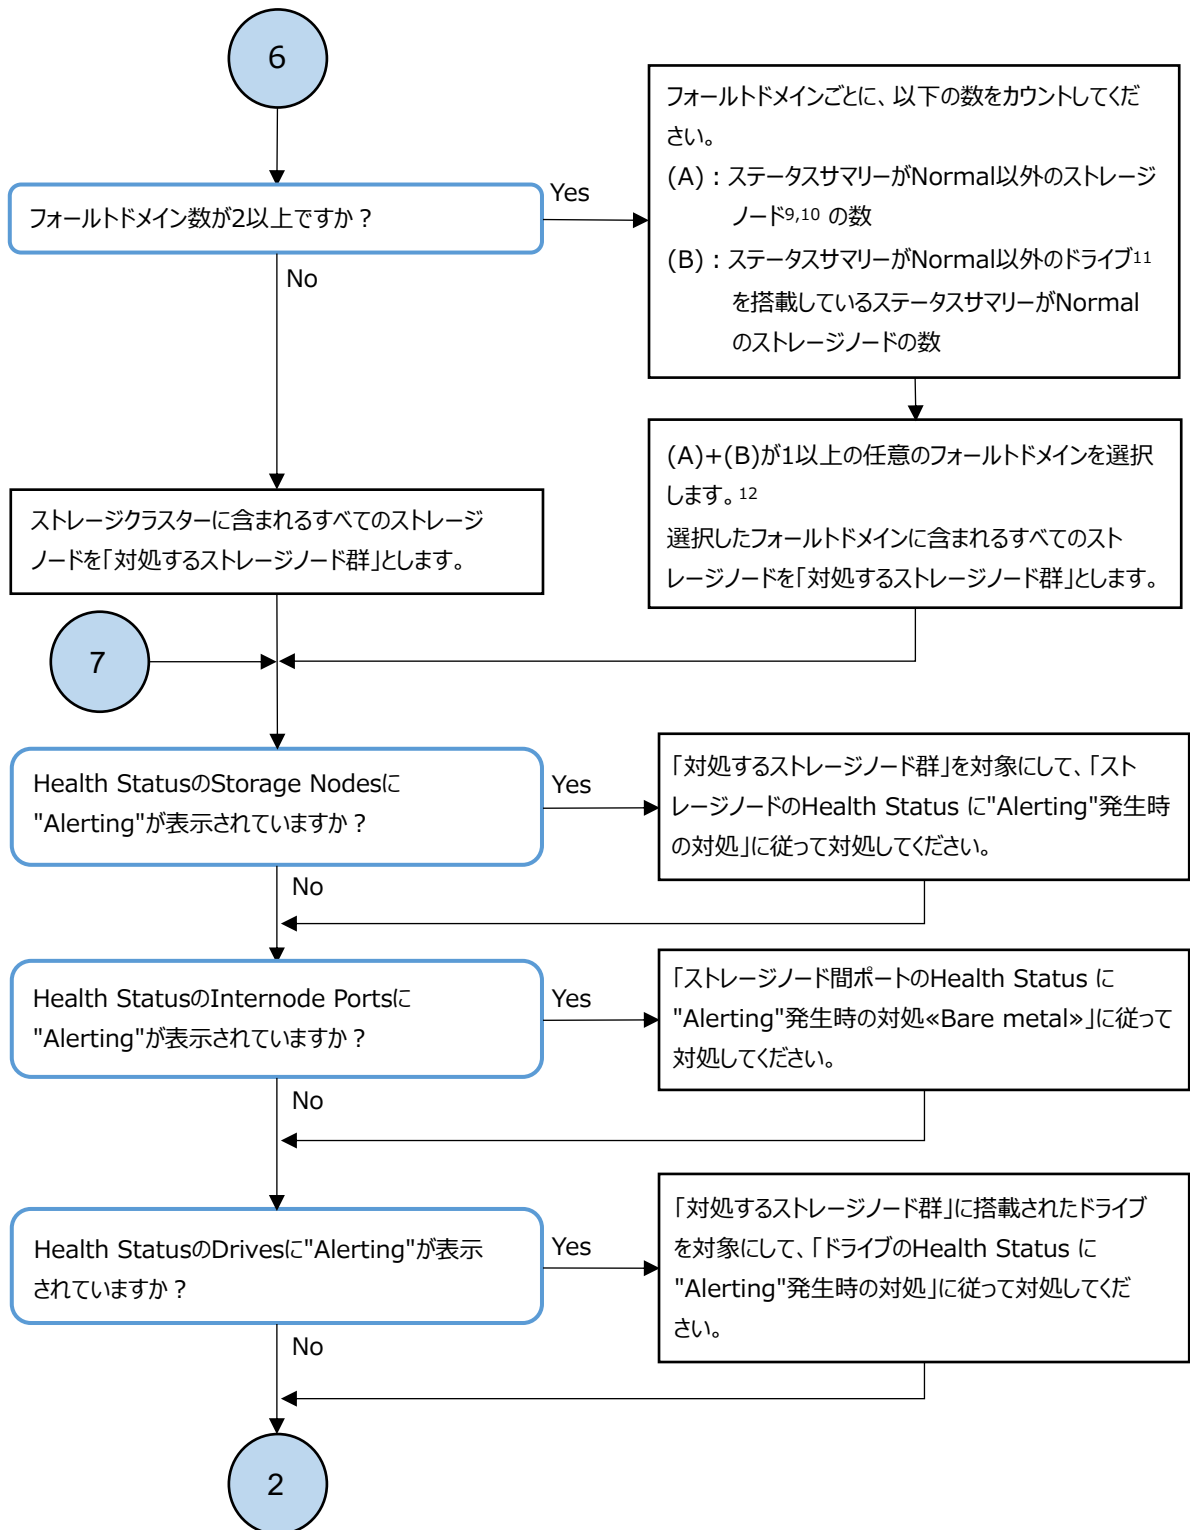 6
フォールトドメイン数が2以上ですか？
Yes
No
フォールトドメインごとに、以下の数をカウントしてくだ
さい。
(A)：ステータスサマリーがNormal以外のストレージ
ノード9,10 の数
(B)：ステータスサマリーがNormal以外のドライブ11
を搭載しているステータスサマリーがNormal
のストレージノードの数
(A)+(B)が1以上の任意のフォールトドメインを選択
します。12
選択したフォールトドメインに含まれるすべてのスト
レージノードを「対処するストレージノード群」とします。
ストレージクラスターに含まれるすべてのストレージ
ノードを「対処するストレージノード群」とします。
7
Health StatusのStorage Nodesに
"Alerting"が表示されていますか？
Yes
No
「対処するストレージノード群」を対象にして、「スト
レージノードのHealth Status に"Alerting"発生時
の対処」に従って対処してください。
Health StatusのInternode Portsに
"Alerting"が表示されていますか？
Yes
No
「ストレージノード間ポートのHealth Status に
"Alerting"発生時の対処«Bare metal»」に従って
対処してください。
Health StatusのDrivesに"Alerting"が表示
されていますか？
Yes
No
「対処するストレージノード群」に搭載されたドライブ
を対象にして、「ドライブのHealth Status に
"Alerting"発生時の対処」に従って対処してくだ
さい。
2